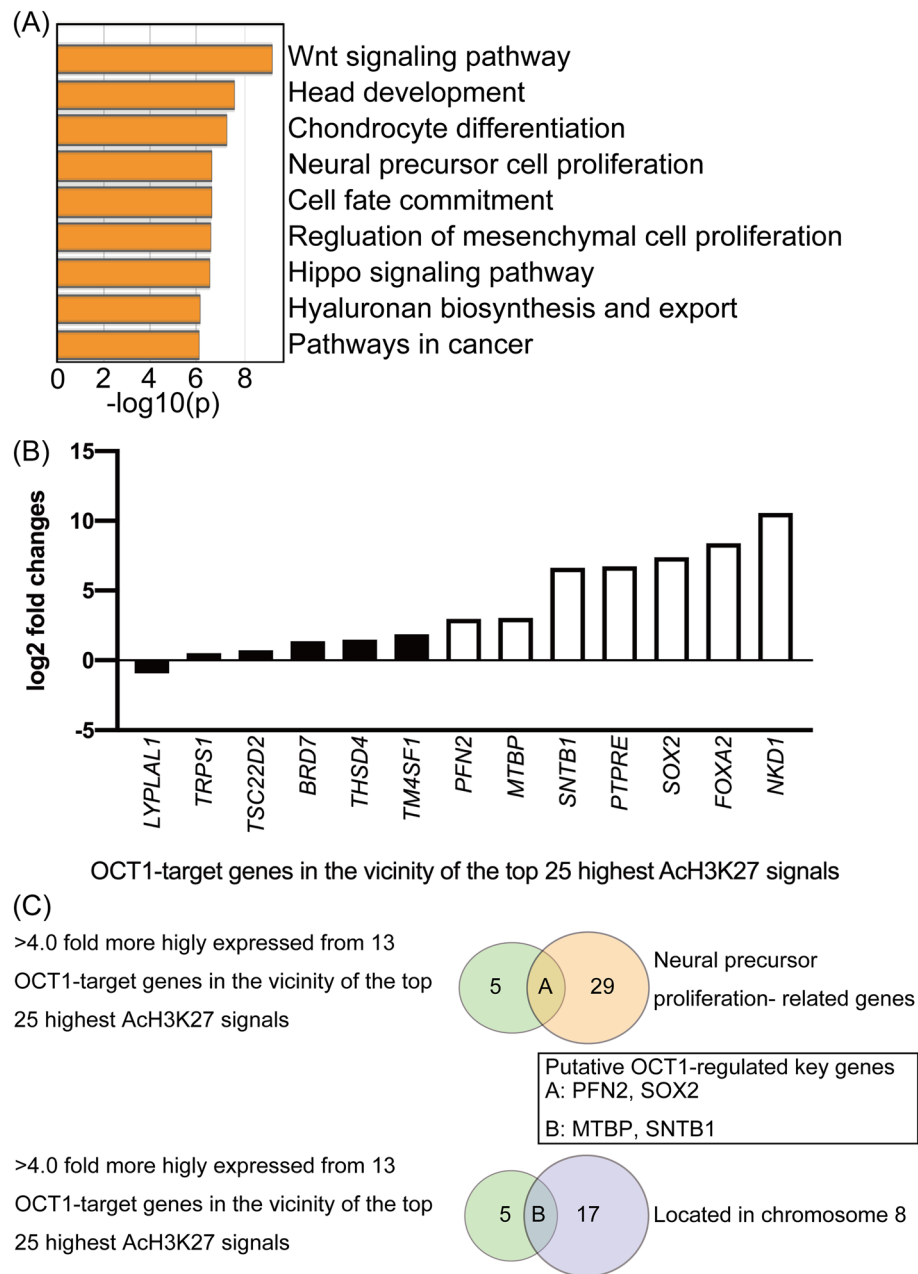 (A)
Wnt signaling pathway
Head development
Chondrocyte differentiation
Neural precursor cell proliferation
Cell fate commitment
Regluation of mesenchymal cell proliferation
Hippo signaling pathway
Hyaluronan biosynthesis and export
Pathways in cancer
0 2 4 6 8
-log10(p)
(B)
15
10
5
0
-5
log2 fold changes
LYPLAL1
TRPS1
TSC22D2
BRD7
THSD4
TM4SF1
PFN2
MTBP
SNTB1
PTPRE
SOX2
FOXA2
NKD1
OCT1-target genes in the vicinity of the top 25 highest AcH3K27 signals
(C)
>4.0 fold more higly expressed from 13
OCT1-target genes in the vicinity of the top
25 highest AcH3K27 signals
5 A 29
Neural precursor
proliferation- related genes
Putative OCT1-regulated key genes
A: PFN2, SOX2
B: MTBP, SNTB1
>4.0 fold more higly expressed from 13
OCT1-target genes in the vicinity of the top
25 highest AcH3K27 signals
5 B 17
Located in chromosome 8